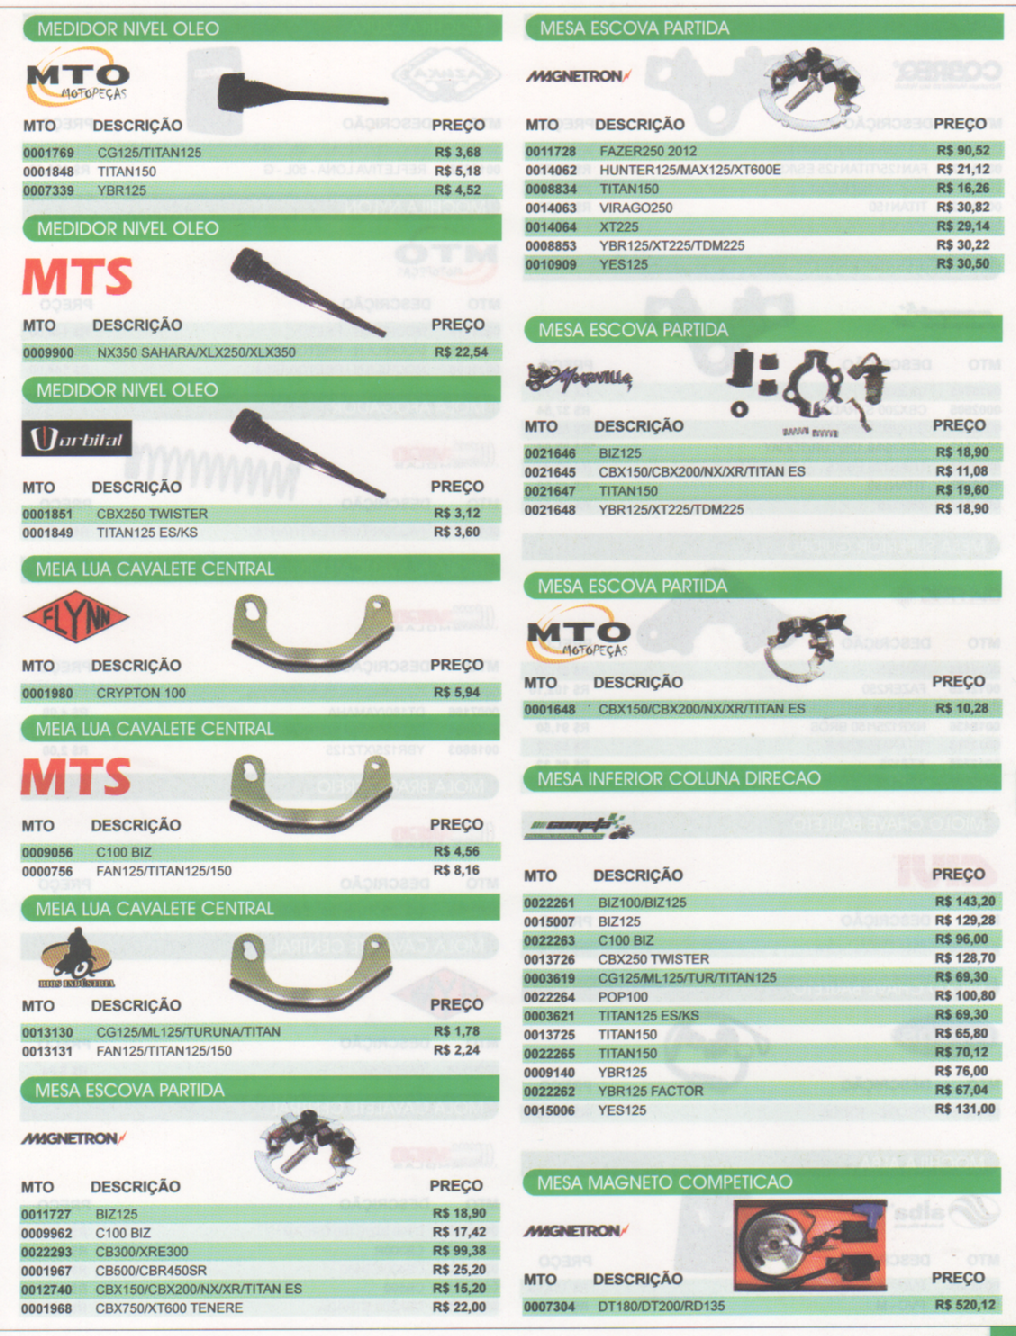 MEDIDOR NIVEL OLEO
MTO
MOTOPEÇAS
MTO DESCRIÇÃO PREÇO
0001769 CG125/TITAN125 R$ 3,68
0001848 TITAN150 R$ 5,18
0007339 YBR125 R$ 4,52
MEDIDOR NIVEL OLEO
MTS
MTO DESCRIÇÃO PREÇO
0009900 NX350 SAHARA/XLX250/XLX350 R$ 22,54
MEDIDOR NIVEL OLEO
orbital
MTO DESCRIÇÃO PREÇO
0001851 CBX250 TWISTER R$ 3,12
0001849 TITAN125 ES/KS R$ 3,60
MEIA LUA CAVALETE CENTRAL
FLYNN
MTO DESCRIÇÃO PREÇO
0001980 CRYPTON 100 R$ 5,94
MEIA LUA CAVALETE CENTRAL
MTS
MTO DESCRIÇÃO PREÇO
0009056 C100 BIZ R$ 4,56
0000756 FAN125/TITAN125/150 R$ 8,16
MEIA LUA CAVALETE CENTRAL
RIOS INDÚSTRIA
MTO DESCRIÇÃO PREÇO
0013130 CG125/ML125/TURUNA/TITAN R$ 1,78
0013131 FAN125/TITAN125/150 R$ 2,24
MESA ESCOVA PARTIDA
MAGNETRON
MTO DESCRIÇÃO PREÇO
0011727 BIZ125 R$ 18,90
0009962 C100 BIZ R$ 17,42
0022293 CB300/XRE300 R$ 99,38
0001967 CB500/CBR450SR R$ 25,20
0012740 CBX150/CBX200/NX/XR/TITAN ES R$ 15,20
0001968 CBX750/XT600 TENERE R$ 22,00
MESA ESCOVA PARTIDA
MAGNETRON
MTO DESCRIÇÃO PREÇO
0011728 FAZER250 2012 R$ 90,52
0014062 HUNTER125/MAX125/XT600E R$ 21,12
0008834 TITAN150 R$ 16,26
0014063 VIRAGO250 R$ 30,82
0014064 XT225 R$ 29,14
0008853 YBR125/XT225/TDM225 R$ 30,22
0010909 YES125 R$ 30,50
MESA ESCOVA PARTIDA
Megaville
MTO DESCRIÇÃO PREÇO
0021646 BIZ125 R$ 18,90
0021645 CBX150/CBX200/NX/XR/TITAN ES R$ 11,08
0021647 TITAN150 R$ 19,60
0021648 YBR125/XT225/TDM225 R$ 18,90
MESA ESCOVA PARTIDA
MTO
MOTOPEÇAS
MTO DESCRIÇÃO PREÇO
0001648 CBX150/CBX200/NX/XR/TITAN ES R$ 10,28
MESA INFERIOR COLUNA DIRECAO
MTO DESCRIÇÃO PREÇO
0022261 BIZ100/BIZ125 R$ 143,20
0015007 BIZ125 R$ 129,28
0022263 C100 BIZ R$ 96,00
0013726 CBX250 TWISTER R$ 128,70
0003619 CG125/ML125/TUR/TITAN125 R$ 69,30
0022264 POP100 R$ 100,80
0003621 TITAN125 ES/KS R$ 69,30
0013725 TITAN150 R$ 65,80
0022265 TITAN150 R$ 70,12
0009140 YBR125 R$ 76,00
0022262 YBR125 FACTOR R$ 67,04
0015006 YES125 R$ 131,00
MESA MAGNETO COMPETICAO
MAGNETRON
MTO DESCRIÇÃO PREÇO
0007304 DT180/DT200/RD135 R$ 520,12